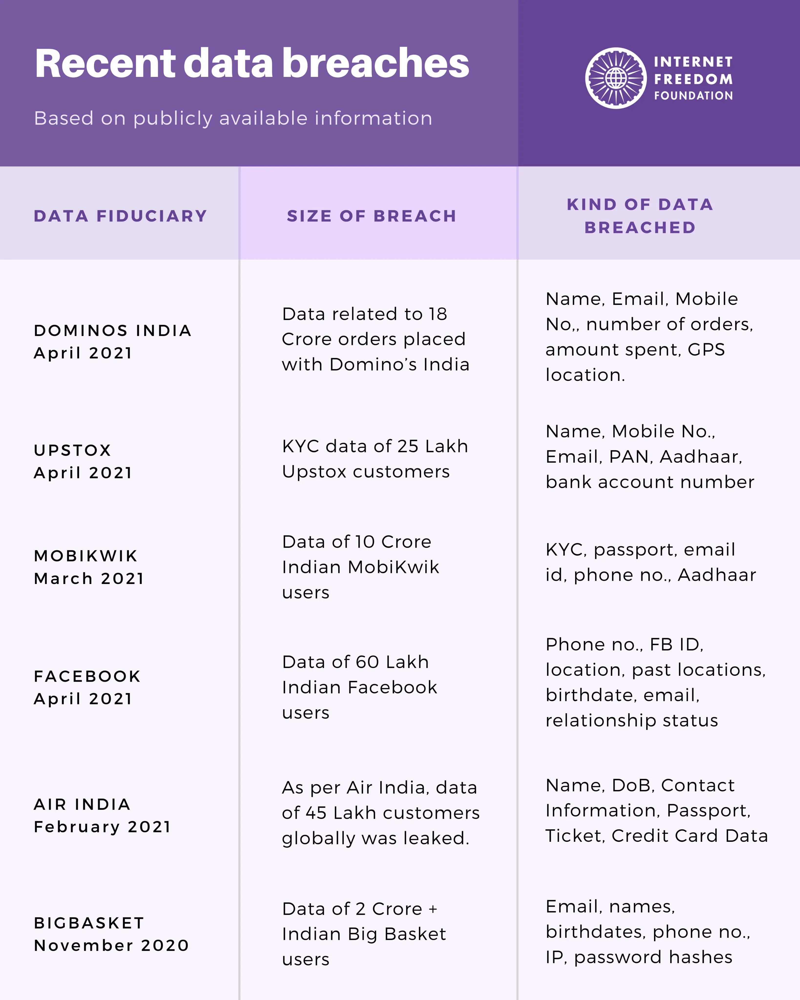 Recent data breaches
Based on publicly available information
INTERNET
FREEDOM
FOUNDATION
DATA FIDUCIARY
SIZE OF BREACH
KIND OF DATA
BREACHED
DOMINOS INDIA
April 2021
Data related to 18
Crore orders placed
with Domino’s India
Name, Email, Mobile
No,, number of orders,
amount spent, GPS
location.
UPSTOX
April 2021
KYC data of 25 Lakh
Upstox customers
Name, Mobile No.,
Email, PAN, Aadhaar,
bank account number
MOBIKWIK
March 2021
Data of 10 Crore
Indian MobiKwik
users
KYC, passport, email
id, phone no., Aadhaar
FACEBOOK
April 2021
Data of 60 Lakh
Indian Facebook
users
Phone no., FB ID,
location, past locations,
birthdate, email,
relationship status
AIR INDIA
February 2021
As per Air India, data
of 45 Lakh customers
globally was leaked.
Name, DoB, Contact
Information, Passport,
Ticket, Credit Card Data
BIGBASKET
November 2020
Data of 2 Crore +
Indian Big Basket
users
Email, names,
birthdates, phone no.,
IP, password hashes